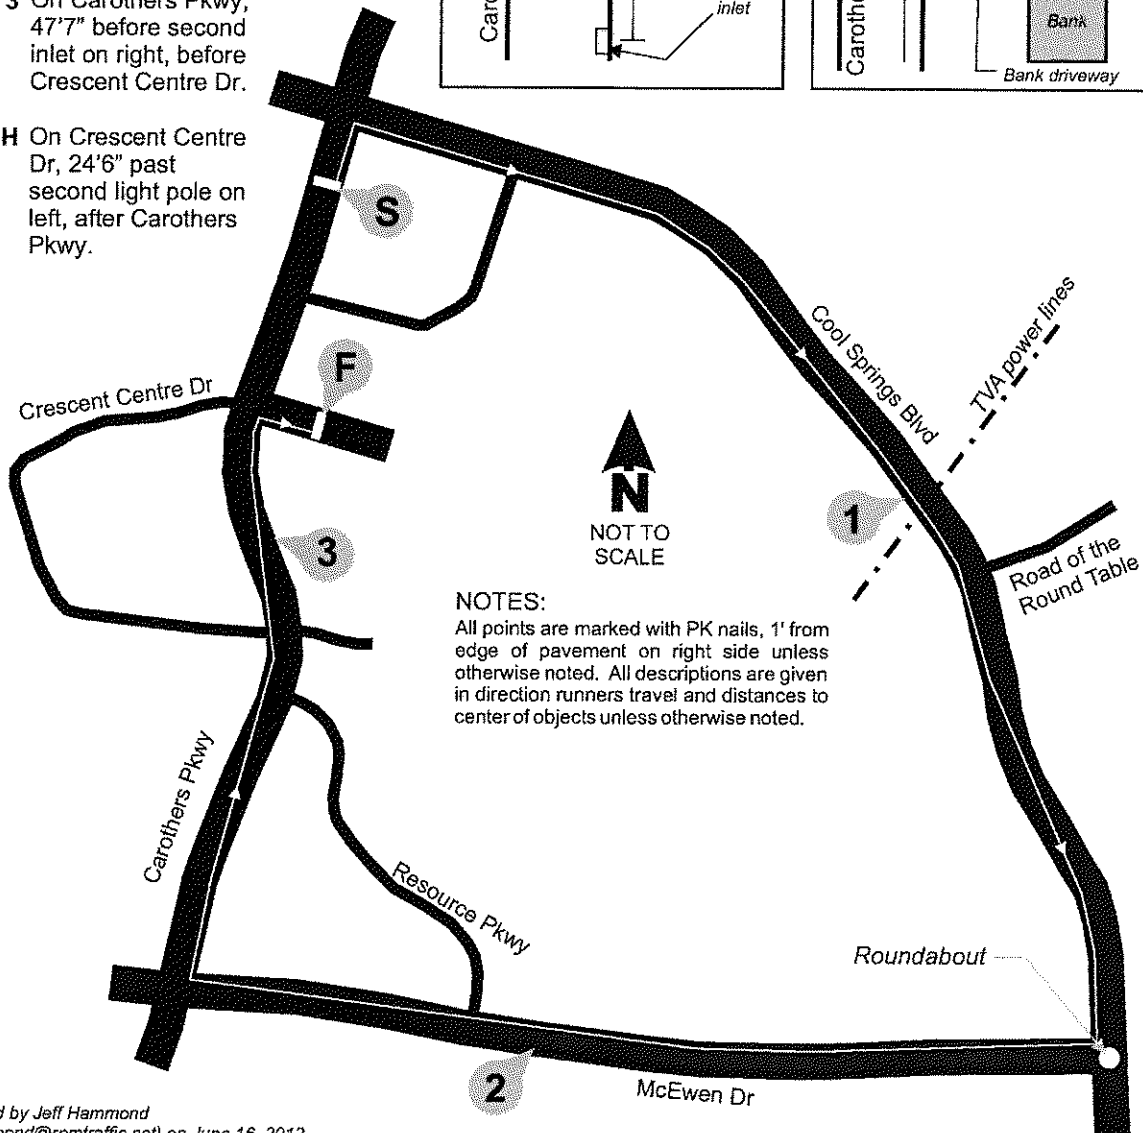 3 On Carothers Pkwy,
47'7" before second
inlet on right, before
Crescent Centre Dr.
H On Crescent Centre
Dr, 24'6" past
second light pole on
left, after Carothers
Pkwy.
inlet
Bank
Bank driveway
S
F
Crescent Centre Dr
Cool Springs Blvd
TVA power lines
N
NOT TO
SCALE
1
3
Road of the
Round Table
NOTES:
All points are marked with PK nails, 1' from
edge of pavement on right side unless
otherwise noted. All descriptions are given
in direction runners travel and distances to
center of objects unless otherwise noted.
Carothers Pkwy
Resource Pkwy
Roundabout
2
McEwen Dr
by Jeff Hammond
on June 16, 2012